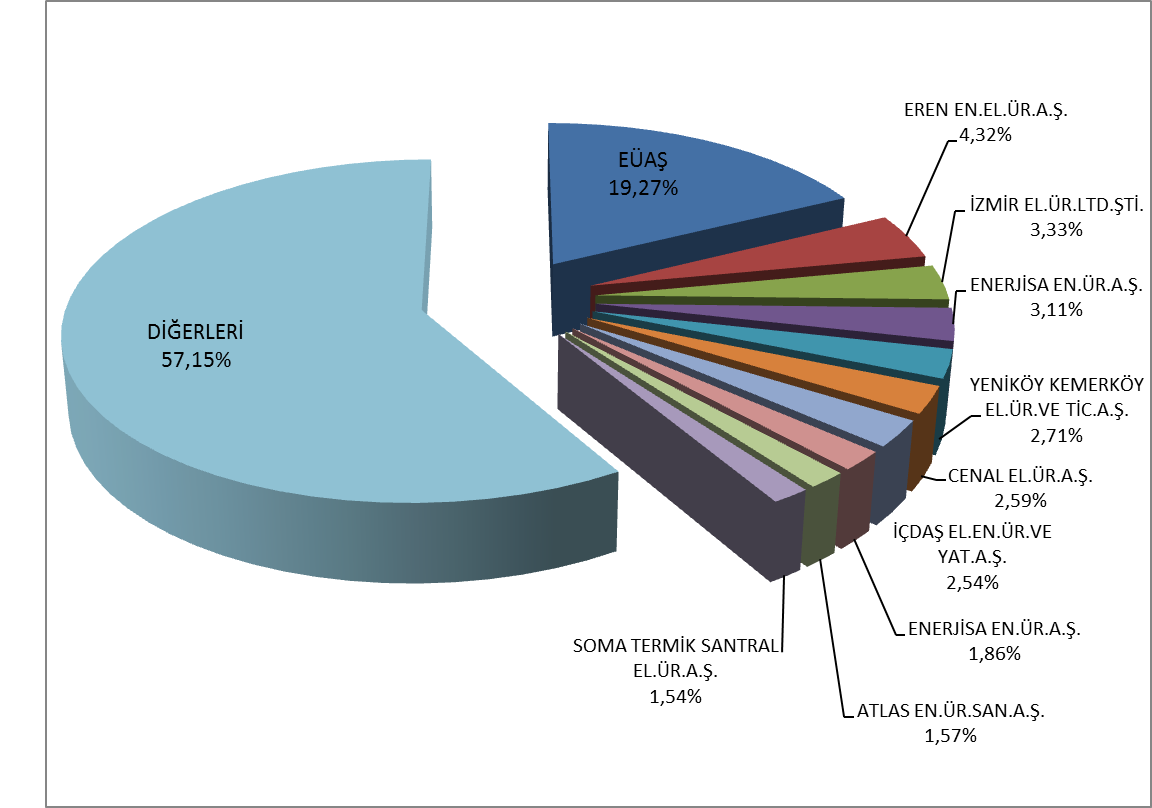 EREN EN.EL.ÜR.A.Ş.
4,32%
EÜAŞ
19,27%
İZMİR EL.ÜR.LTD.ŞTİ.
3,33%
ENERJİSA EN.ÜR.A.Ş.
3,11%
DİĞERLERİ
57,15%
YENİKÖY KEMERKÖY
EL.ÜR.VE TİC.A.Ş.
2,71%
CENAL EL.ÜR.A.Ş.
2,59%
İÇDAŞ EL.EN.ÜR.VE
YAT.A.Ş.
2,54%
ENERJİSA EN.ÜR.A.Ş.
1,86%
SOMA TERMİK SANTRAL
EL.ÜR.A.Ş.
1,54%
ATLAS EN.ÜR.SAN.A.Ş.
1,57%